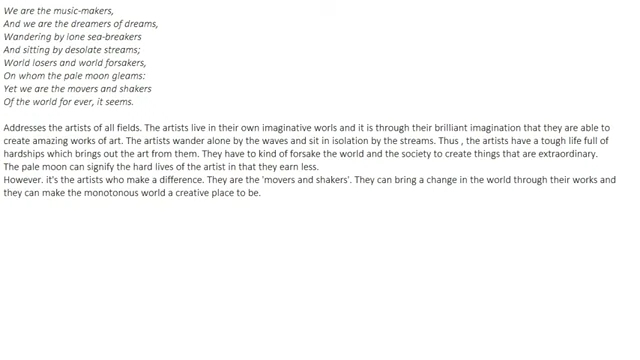 We are the music-makers,
And we are the dreamers of dreams,
Wandering by lone sea-breakers
And sitting by desolate streams;
World losers and world forsakers,
On whom the pale moon gleams:
Yet we are the movers and shakers
Of the world for ever, it seems.
Addresses the artists of all fields. The artists live in their own imaginative worls and it is through their brilliant imagination that they are able to
create amazing works of art. The artists wander alone by the waves and sit in isolation by the streams. Thus , the artists have a tough life full of
hardships which brings out the art from them. They have to kind of forsake the world and the society to create things that are extraordinary.
The pale moon can signify the hard lives of the artist in that they earn less.
However. it's the artists who make a difference. They are the 'movers and shakers'. They can bring a change in the world through their works and
they can make the monotonous world a creative place to be.